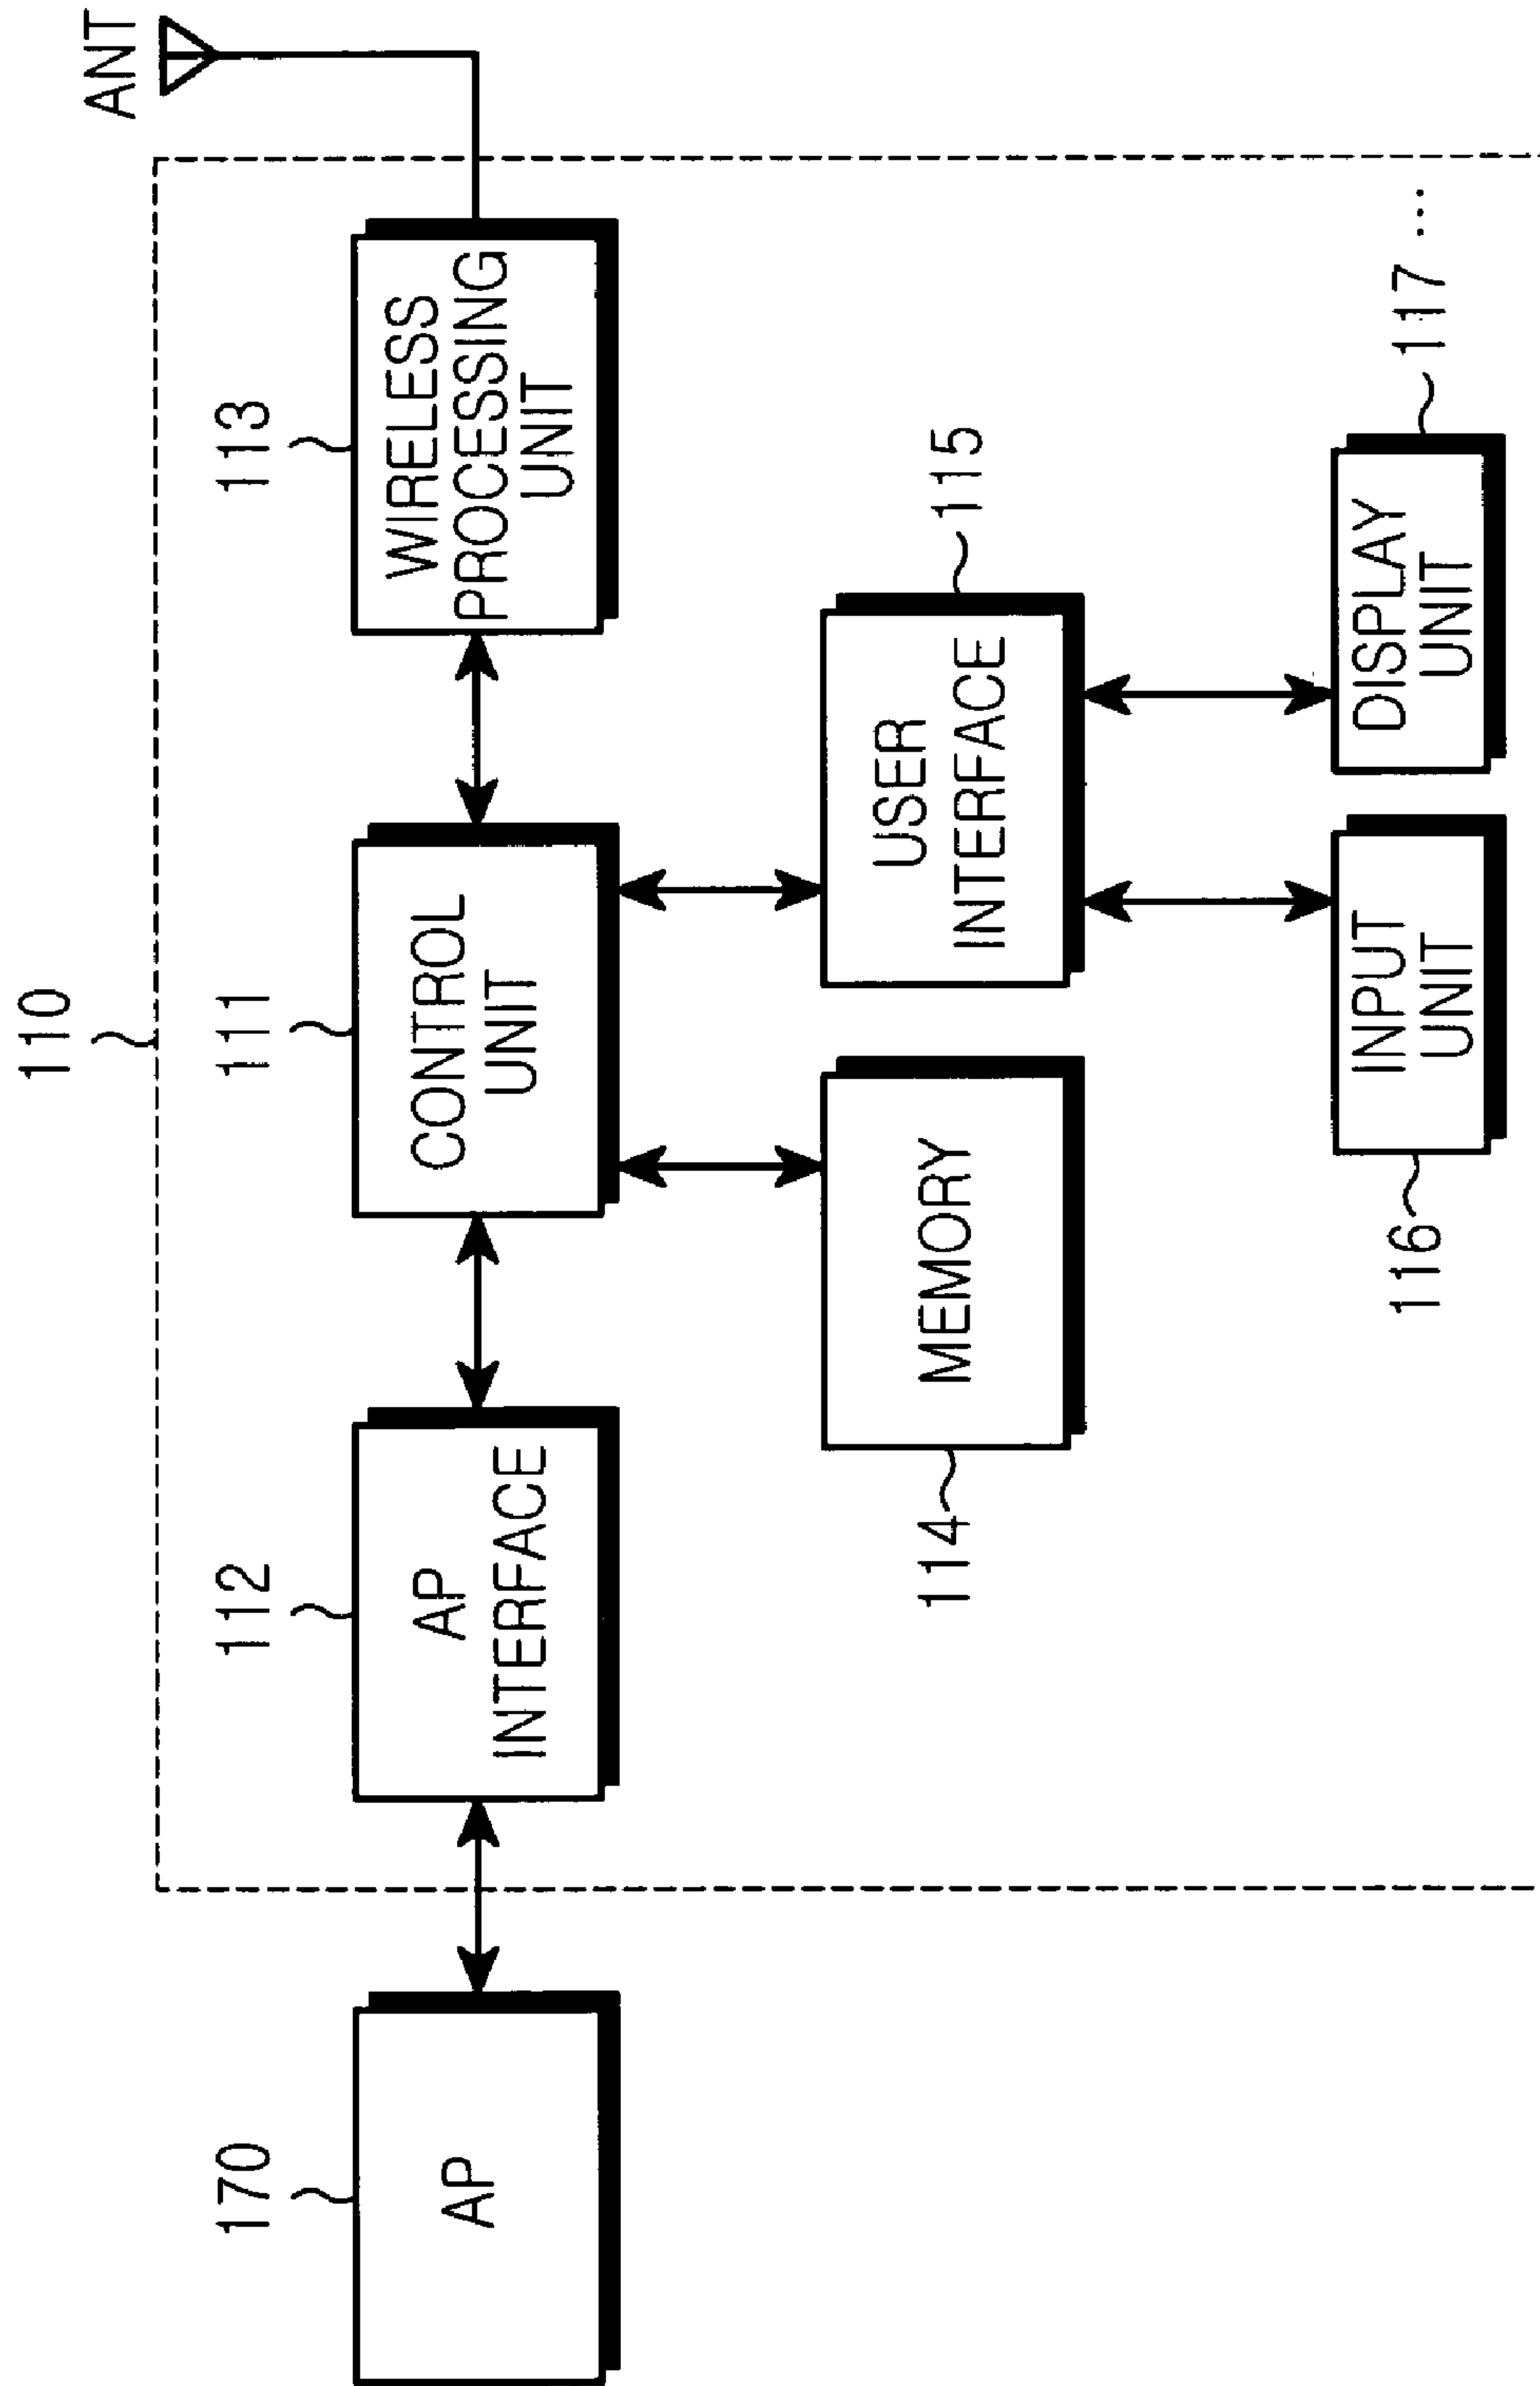 110
ANT
170
112
111
113
AP
AP
INTERFACE
CONTROL
UNIT
WIRELESS
PROCESSING
UNIT
114
MEMORY
USER
INTERFACE
115
116
INPUT
UNIT
DISPLAY
UNIT
117
...